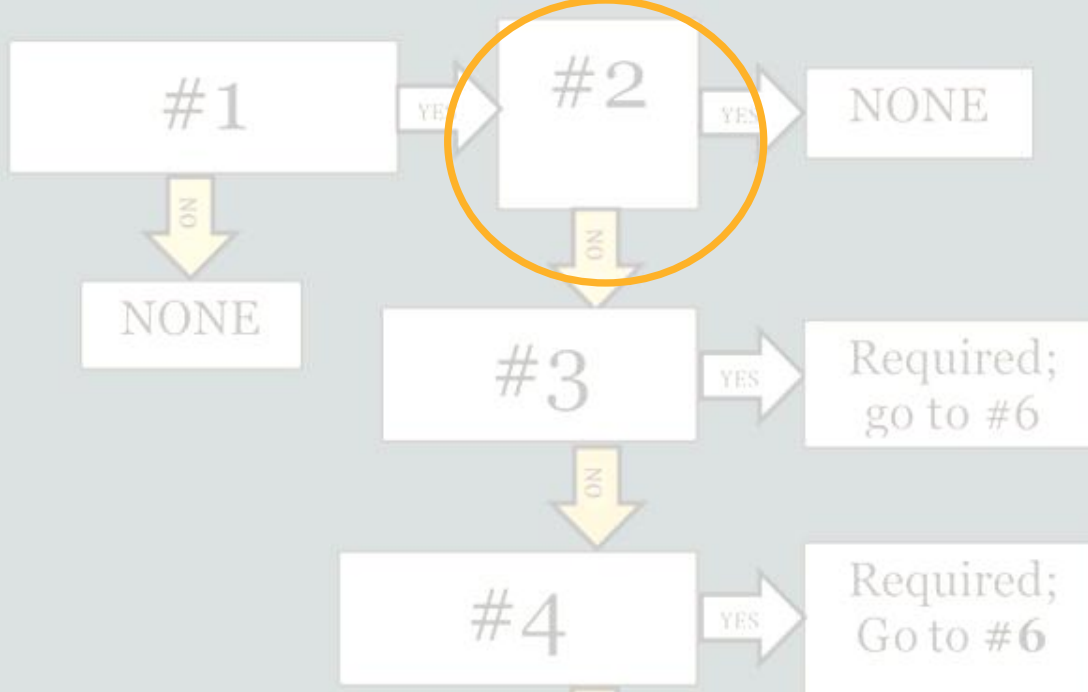 #1
YES
#2
YES
NONE
NO
NO
NONE
#3
YES
Required;
go to #6
NO
#4
YES
Required;
Go to #6